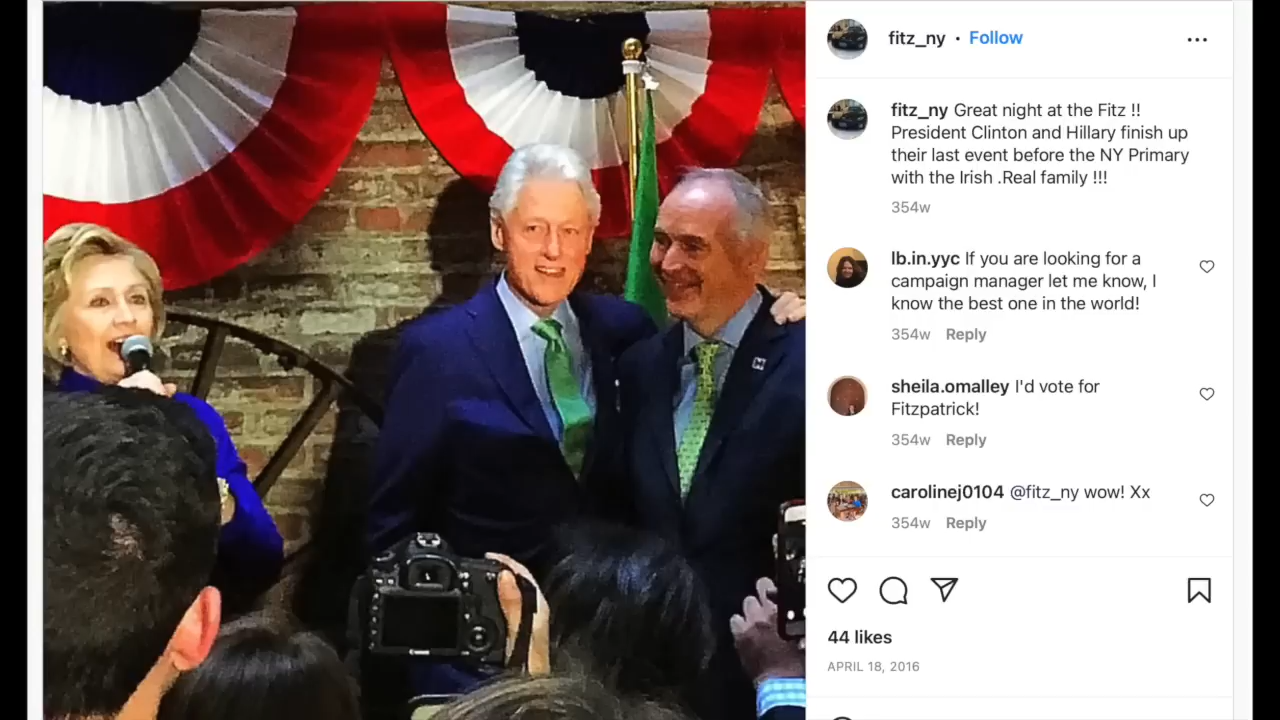 fitz_ny • Follow
fitz_ny Great night at the Fitz !!
President Clinton and Hillary finish up
their last event before the NY Primary
with the Irish .Real family !!!
354w
lb.in.yyc If you are looking for a
campaign manager let me know, I
know the best one in the world!
354w Reply
sheila.omalley I'd vote for
Fitzpatrick!
354w Reply
carolinej0104 @fitz_ny wow! Xx
354w Reply
44 likes
APRIL 18, 2016
Canon